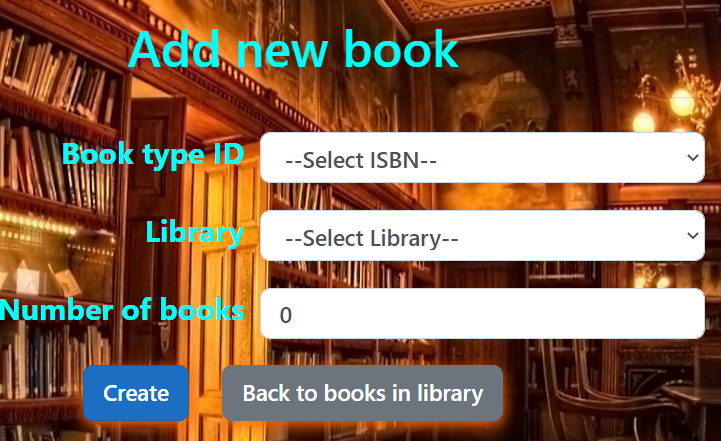 Add new book
Book type ID
--Select ISBN--
Library
--Select Library--
Number of books
0
Create
Back to books in library